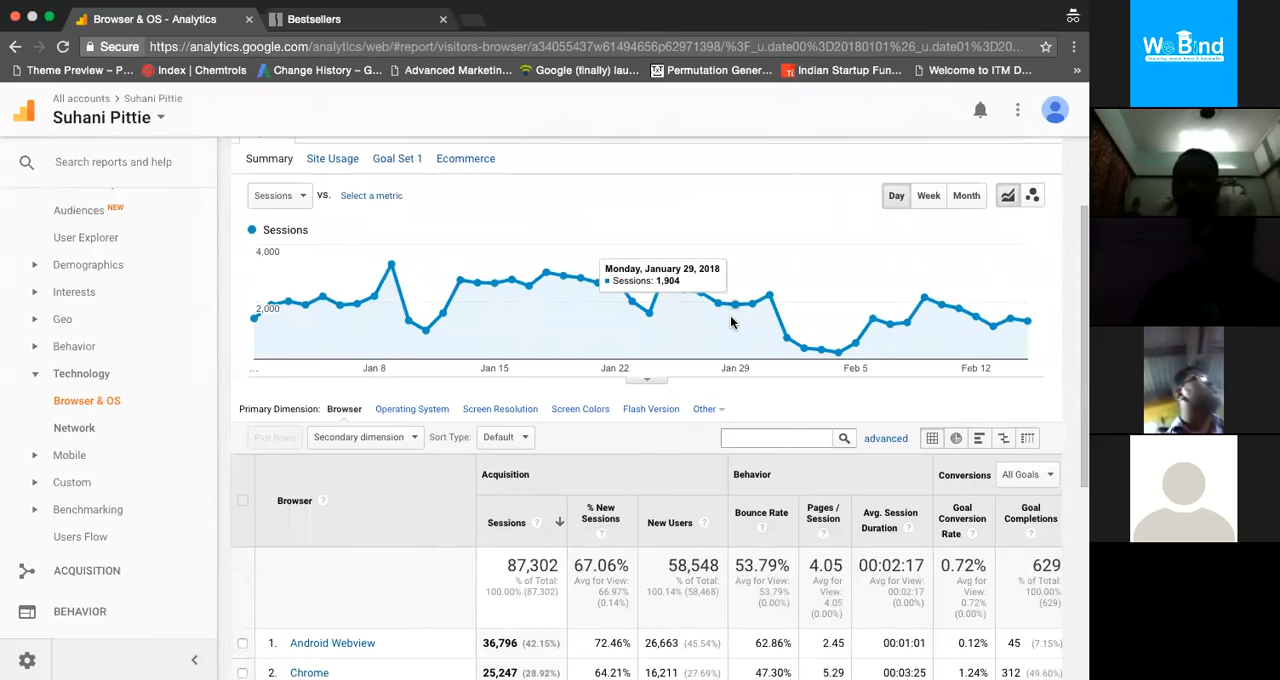 Browser & OS - Analytics
Bestsellers
Secure https://analytics.google.com/analytics/web/#report/visitors-browser/a34055437w61494656p62971398/%3F_u.date00%3D20180101%26_u.date01%3D20...
Theme Preview – P... Index | Chemtrols Change History – G... Advanced Marketin... Google (finally) lau... Permutation Gener... Indian Startup Fun... Welcome to ITM D... »
All accounts > Suhani Pittie
Suhani Pittie
Search reports and help
Audiences NEW
User Explorer
Demographics
Interests
Geo
Behavior
Technology
Browser & OS
Network
Mobile
Custom
Benchmarking
Users Flow
ACQUISITION
BEHAVIOR
Summary Site Usage Goal Set 1 Ecommerce
Sessions VS. Select a metric
Day Week Month
Sessions
4,000
2,000
Monday, January 29, 2018
Sessions: 1,904
... Jan 8 Jan 15 Jan 22 Jan 29 Feb 5 Feb 12
Primary Dimension: Browser Operating System Screen Resolution Screen Colors Flash Version Other
Plot Rows Secondary dimension Sort Type: Default advanced
Browser ?
Acquisition Behavior Conversions All Goals
Sessions ? % New Sessions ? New Users ? Bounce Rate ? Pages / Session ? Avg. Session Duration ? Goal Conversion Rate ? Goal Completions ?
87,302 67.06% 58,548 53.79% 4.05 00:02:17 0.72% 629
% of Total: 100.00% (87,302)
Avg for View: 66.97% (0.14%)
% of Total: 100.14% (58,468)
Avg for View: 53.79% (0.00%)
Avg for View: 4.05 (0.00%)
Avg for View: 00:02:17 (0.00%)
Avg for View: 0.72% (0.00%)
% of Total: 100.00% (629)
1. Android Webview 36,796 (42.15%) 72.46% 26,663 (45.54%) 62.86% 2.45 00:01:01 0.12% 45 (7.15%)
2. Chrome 25,247 (28.92%) 64.21% 16,211 (27.69%) 47.30% 5.29 00:03:25 1.24% 312 (49.60%)
We Bind